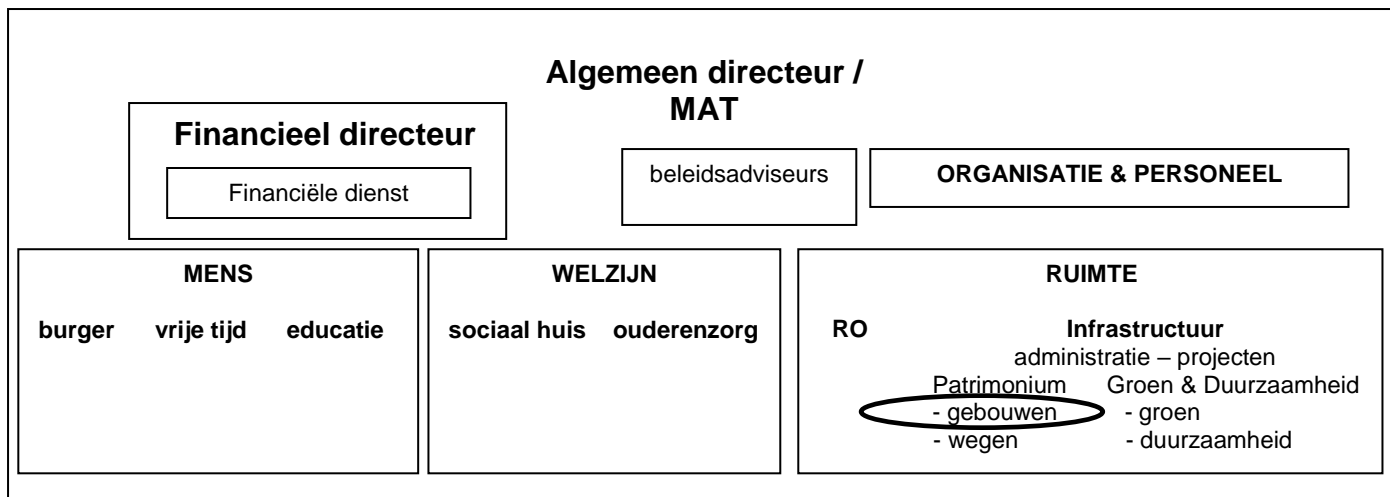 Algemeen directeur /
MAT
Financieel directeur
Financiële dienst
beleidsadviseurs
ORGANISATIE & PERSONEEL
MENS
burger vrije tijd educatie
WELZIJN
sociaal huis ouderenzorg
RUIMTE
RO Infrastructuur
administratie – projecten
Patrimonium Groen & Duurzaamheid
- gebouwen - groen
- wegen - duurzaamheid